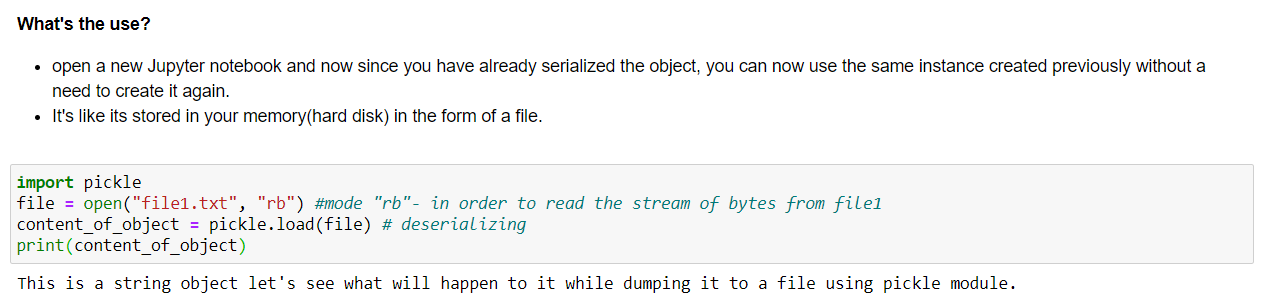 What's the use?
• open a new Jupyter notebook and now since you have already serialized the object, you can now use the same instance created previously without a
need to create it again.
• It's like its stored in your memory(hard disk) in the form of a file.
import pickle
file = open("file1.txt", "rb") #mode "rb"- in order to read the stream of bytes from file1
content_of_object = pickle.load(file) # deserializing
print(content_of_object)
This is a string object let's see what will happen to it while dumping it to a file using pickle module.